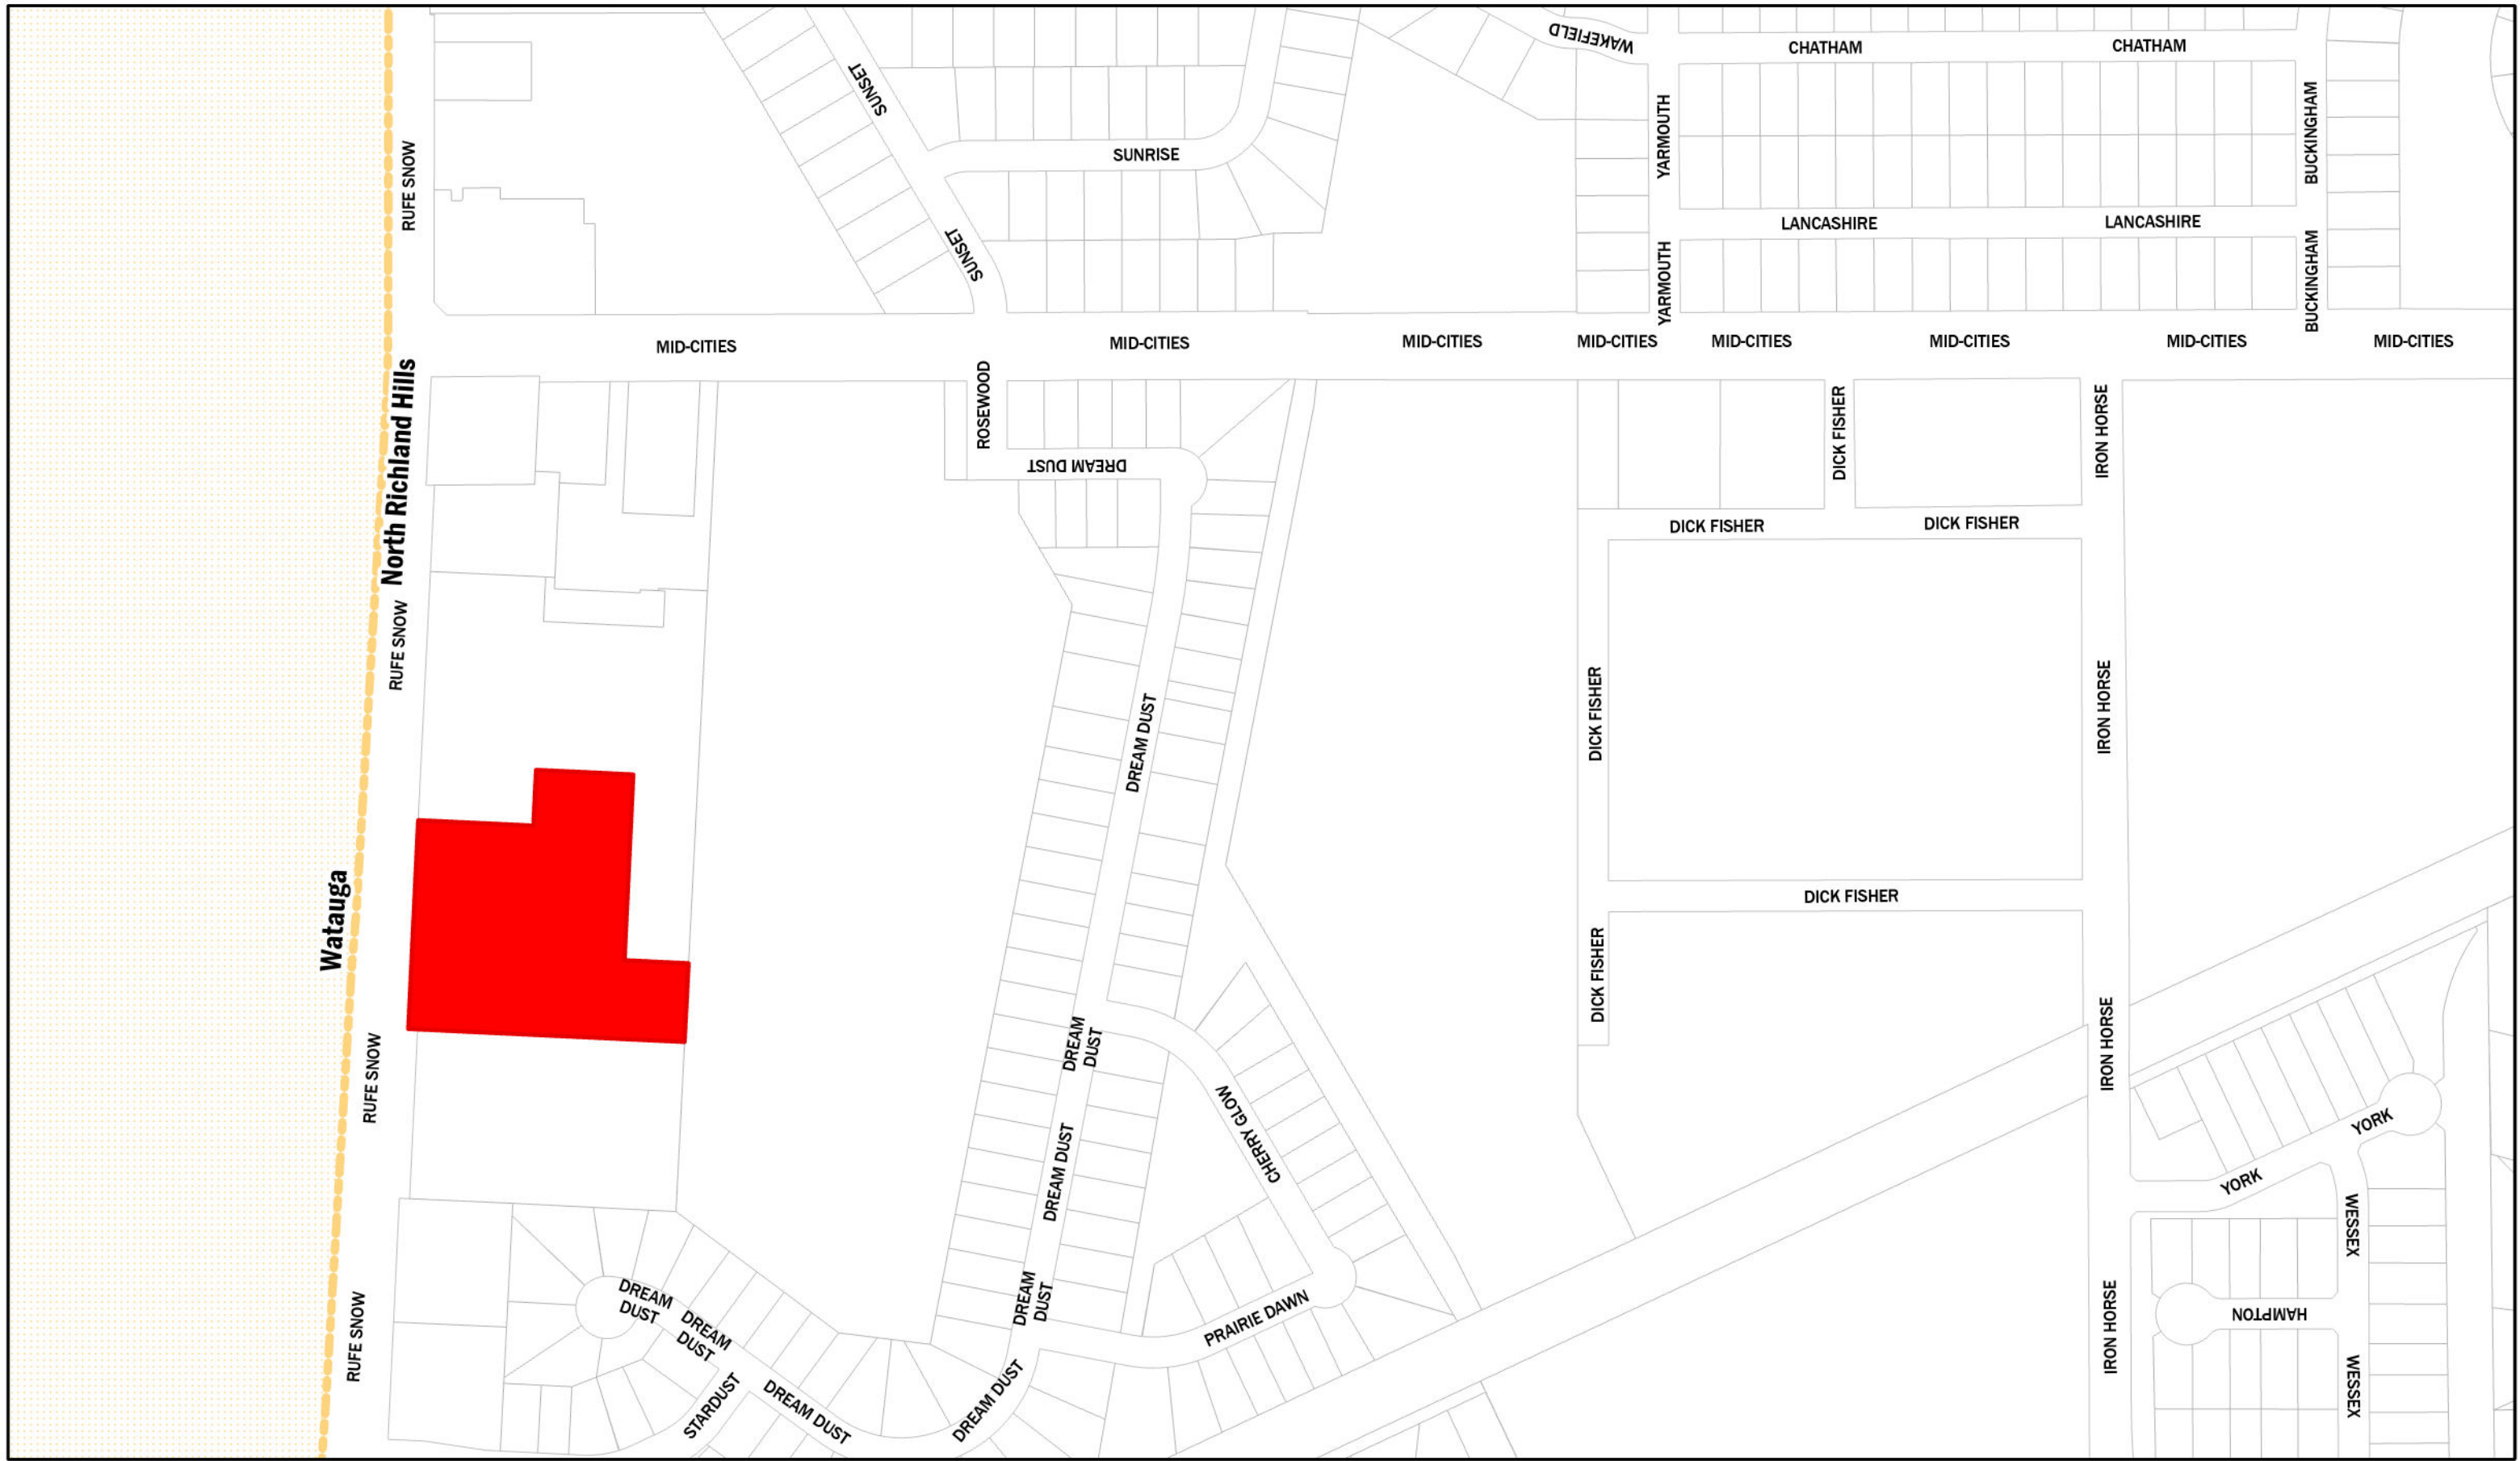 WAKEFIELD
CHATHAM
CHATHAM
SUNSET
YARMOUTH
BUCKINGHAM
SUNRISE
RUFE SNOW
LANCASHIRE
LANCASHIRE
SUNSET
YARMOUTH
BUCKINGHAM
MID-CITIES
MID-CITIES
MID-CITIES
MID-CITIES
MID-CITIES
MID-CITIES
MID-CITIES
MID-CITIES
North Richland Hills
ROSEWOOD
DICK FISHER
IRON HORSE
DREAM DUST
DICK FISHER
DICK FISHER
RUFE SNOW
DREAM DUST
DICK FISHER
IRON HORSE
Watauga
DICK FISHER
DICK FISHER
RUFE SNOW
DREAM
DUST
IRON HORSE
CHERRY GLOW
DREAM DUST
YORK
YORK
WESSEX
RUFE SNOW
DREAM
DUST
DREAM
DUST
DREAM
DUST
PRAIRIE DAWN
IRON HORSE
HAMPTON
STARDUST
DREAM DUST
DREAM DUST
WESSEX